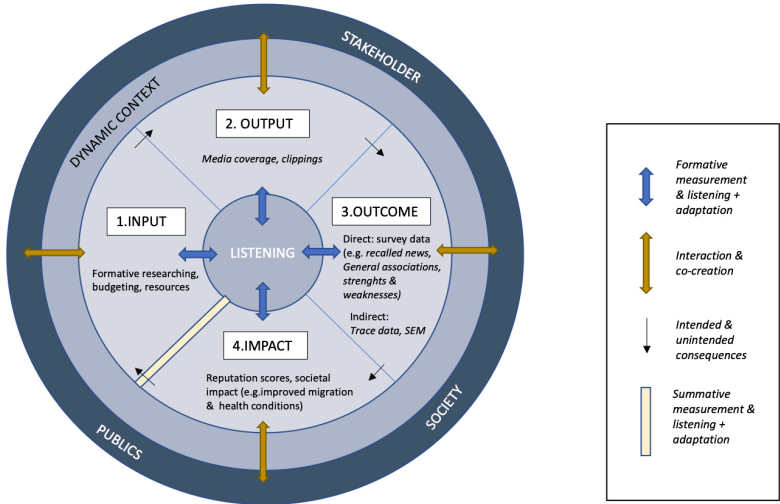 STAKEHOLDER
DYNAMIC CONTEXT
2. OUTPUT
Media coverage, clippings
1.INPUT
Formative researching,
budgeting, resources
LISTENING
3.OUTCOME
Direct: survey data
(e.g. recalled news,
General associations,
strenghts &
weaknesses)
Indirect:
Trace data, SEM
4.IMPACT
Reputation scores, societal
impact (e.g.improved migration
& health conditions)
PUBLICS
SOCIETY
Formative
measurement
& listening +
adaptation
Interaction &
co-creation
Intended &
unintended
consequences
Summative
measurement &
listening +
adaptation